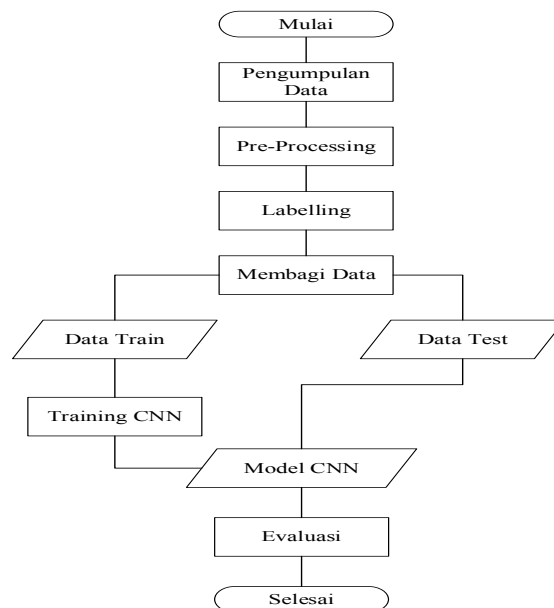 Mulai
Pengumpulan
Data
Pre-Processing
Labelling
Membagi Data
Data Train
Data Test
Training CNN
Model CNN
Evaluasi
Selesai